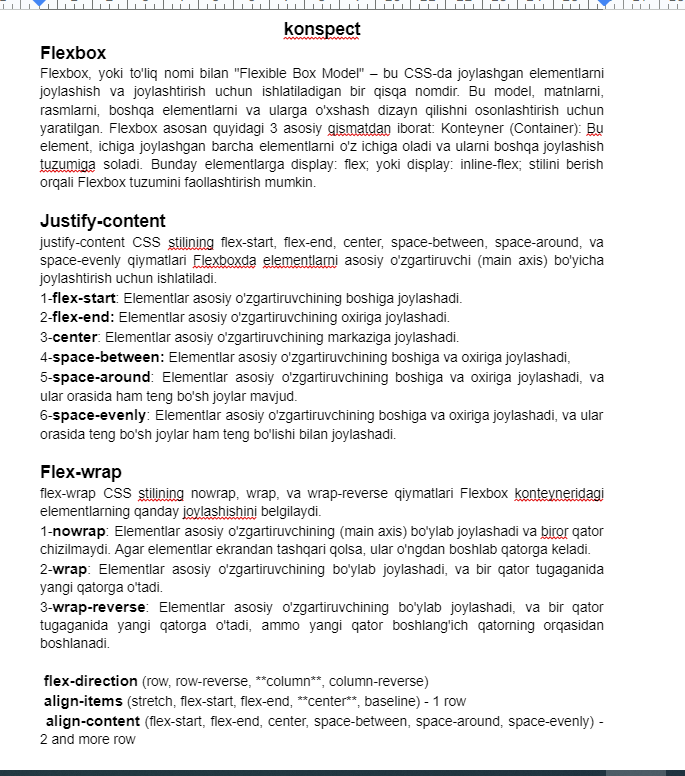 konspect
Flexbox
Flexbox, yoki to'liq nomi bilan "Flexible Box Model" – bu CSS-da joylashgan elementlarni
joylashish va joylashtirish uchun ishlatiladigan bir qisqa nomdir. Bu model, matnlarni,
rasmlarni, boshqa elementlarni va ularga o'xshash dizayn qilishni osonlashtirish uchun
yaratilgan. Flexbox asosan quyidagi 3 asosiy qismatdan iborat: Konteyner (Container): Bu
element, ichiga joylashgan barcha elementlarni o'z ichiga oladi va ularni boshqa joylashish
tuzumiga soladi. Bunday elementlarga display: flex; yoki display: inline-flex; stilini berish
orqali Flexbox tuzumini faollashtirish mumkin.
Justify-content
justify-content CSS stilining flex-start, flex-end, center, space-between, space-around, va
space-evenly qiymatlari Flexboxda elementlarni asosiy o'zgartiruvchi (main axis) bo'yicha
joylashtirish uchun ishlatiladi.
1-flex-start: Elementlar asosiy o'zgartiruvchining boshiga joylashadi.
2-flex-end: Elementlar asosiy o'zgartiruvchining oxiriga joylashadi.
3-center: Elementlar asosiy o'zgartiruvchining markaziga joylashadi.
4-space-between: Elementlar asosiy o'zgartiruvchining boshiga va oxiriga joylashadi,
5-space-around: Elementlar asosiy o'zgartiruvchining boshiga va oxiriga joylashadi, va
ular orasida ham teng bo'sh joylar mavjud.
6-space-evenly: Elementlar asosiy o'zgartiruvchining boshiga va oxiriga joylashadi, va ular
orasida teng bo'sh joylar ham teng bo'lishi bilan joylashadi.
Flex-wrap
flex-wrap CSS stilining nowrap, wrap, va wrap-reverse qiymatlari Flexbox konteyneridagi
elementlarning qanday joylashishini belgilaydi.
1-nowrap: Elementlar asosiy o'zgartiruvchining (main axis) bo'ylab joylashadi va biror qator
chizilmaydi. Agar elementlar ekrandan tashqari qolsa, ular o'ngdan boshlab qatorga keladi.
2-wrap: Elementlar asosiy o'zgartiruvchining bo'ylab joylashadi, va bir qator tugaganida
yangi qatorga o'tadi.
3-wrap-reverse: Elementlar asosiy o'zgartiruvchining bo'ylab joylashadi, va bir qator
tugaganida yangi qatorga o'tadi, ammo yangi qator boshlang'ich qatorning orqasidan
boshlanadi.
flex-direction (row, row-reverse, **column**, column-reverse)
align-items (stretch, flex-start, flex-end, **center**, baseline) - 1 row
align-content (flex-start, flex-end, center, space-between, space-around, space-evenly) -
2 and more row